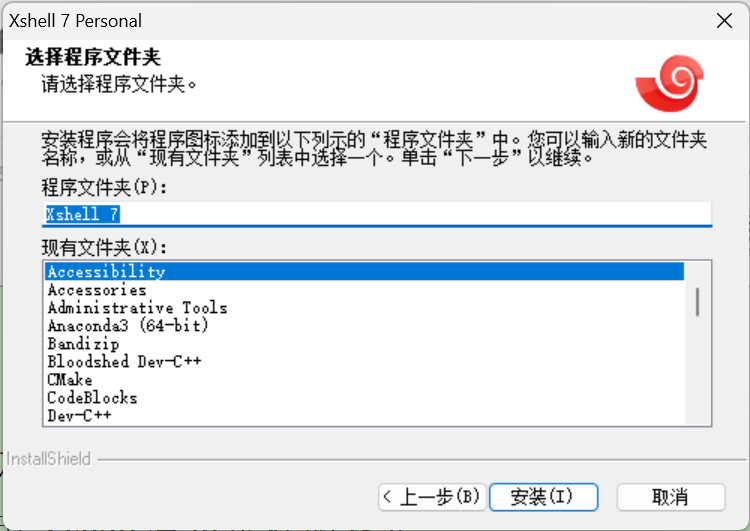 Xshell 7 Personal
选择程序文件夹
请选择程序文件夹。
安装程序会将程序图标添加到以下列示的“程序文件夹”中。您可以输入新的文件夹
名称，或从“现有文件夹”列表中选择一个。单击“下一步”以继续。
程序文件夹(P):
Xshell 7
现有文件夹(X):
Accessibility
Accessories
Administrative Tools
Anaconda3 (64-bit)
Bandizip
Bloodshed Dev-C++
CMake
CodeBlocks
Dev-C++
InstallShield
< 上一步(B) 安装(I) 取消